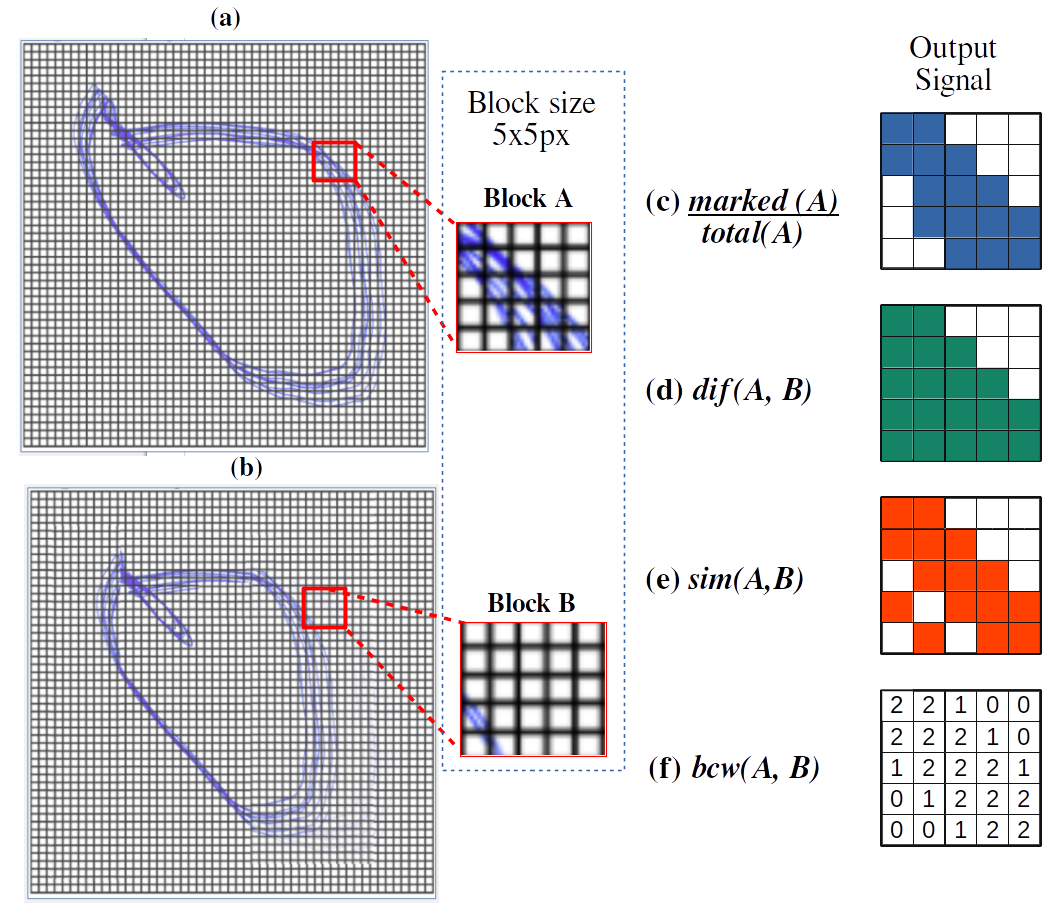 (a)
Output
Signal
Block size
5x5px
Block A
(c) marked (A)
total(A)
(d) dif(A, B)
(b)
(e) sim(A,B)
Block B
(f) bcw(A, B)
2 2 1 0 0
2 2 2 1 0
1 2 2 2 1
0 1 2 2 2
0 0 1 2 2